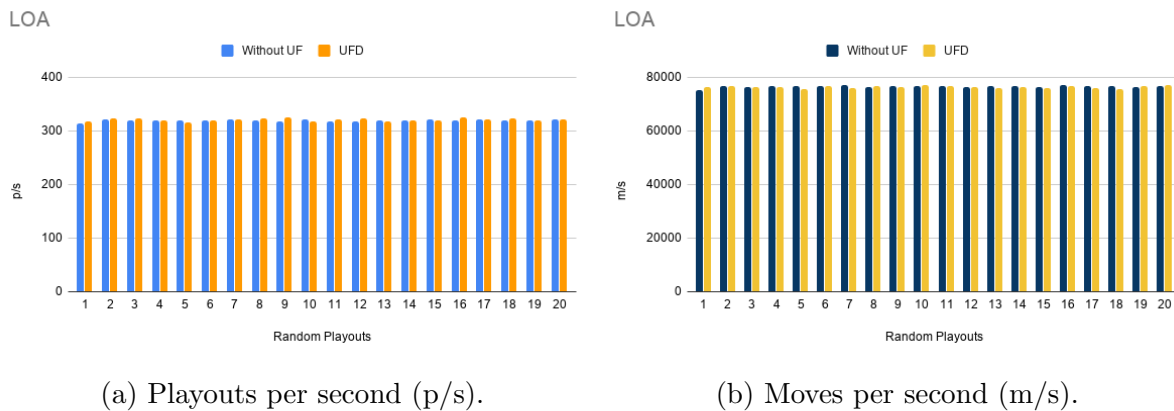 LOA
Without UF UFD
400
300
200
100
0
p/s
1 2 3 4 5 6 7 8 9 10 11 12 13 14 15 16 17 18 19 20
Random Playouts
(a) Playouts per second (p/s).
LOA
Without UF UFD
80000
60000
40000
20000
0
m/s
1 2 3 4 5 6 7 8 9 10 11 12 13 14 15 16 17 18 19 20
Random Playouts
(b) Moves per second (m/s).